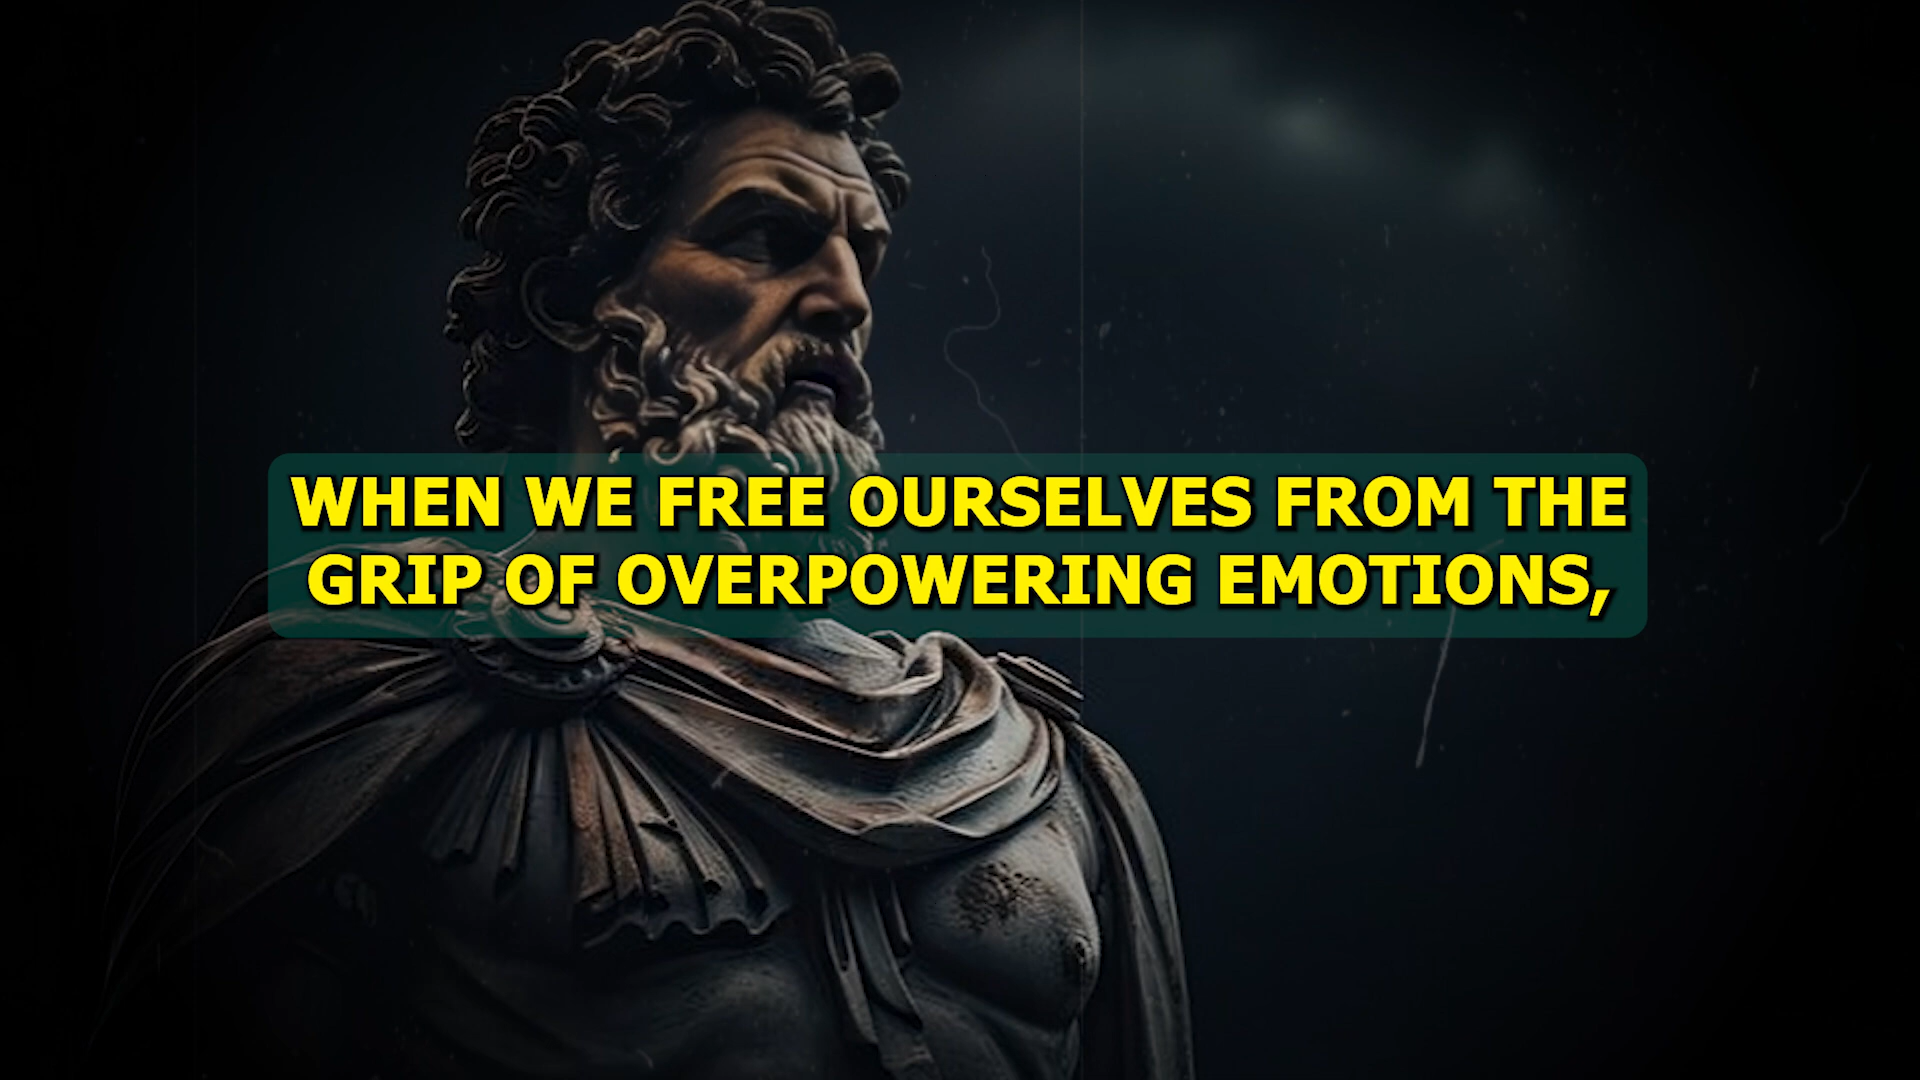 WHEN WE FREE OURSELVES FROM THE
GRIP OF OVERPOWERING EMOTIONS,